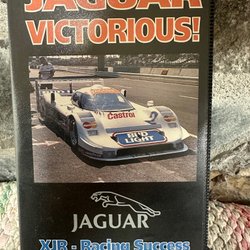 JAGUAR
VICTORIOUS!
Castrol
BUD
LIGHT
JAGUAR
XJR - Racing Success